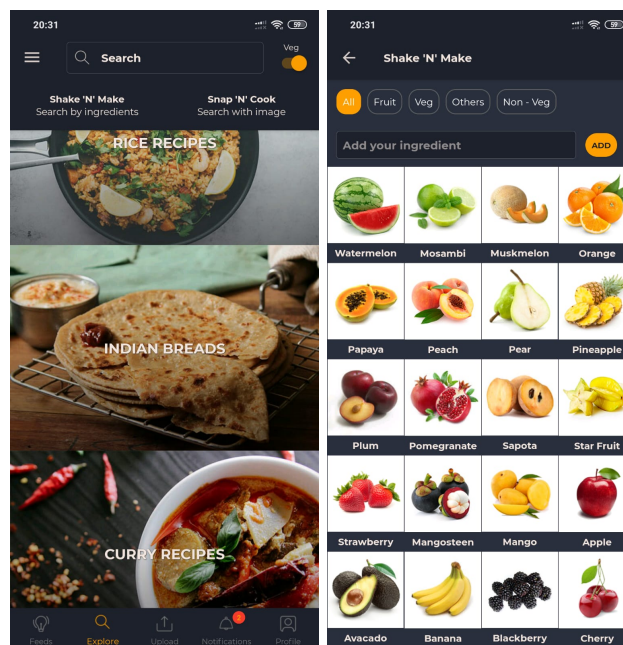 20:31
59
Search
Veg
Shake 'N' Make
Search by ingredients
Snap 'N' Cook
Search with image
RICE RECIPES
INDIAN BREADS
CURRY RECIPES
2
Feeds
Explore
Upload
Notifications
Profile
20:31
59
Shake 'N' Make
All
Fruit
Veg
Others
Non - Veg
Add your ingredient
ADD
Watermelon
Mosambi
Muskmelon
Orange
Papaya
Peach
Pear
Pineapple
Plum
Pomegranate
Sapota
Star Fruit
Strawberry
Mangosteen
Mango
Apple
Avacado
Banana
Blackberry
Cherry